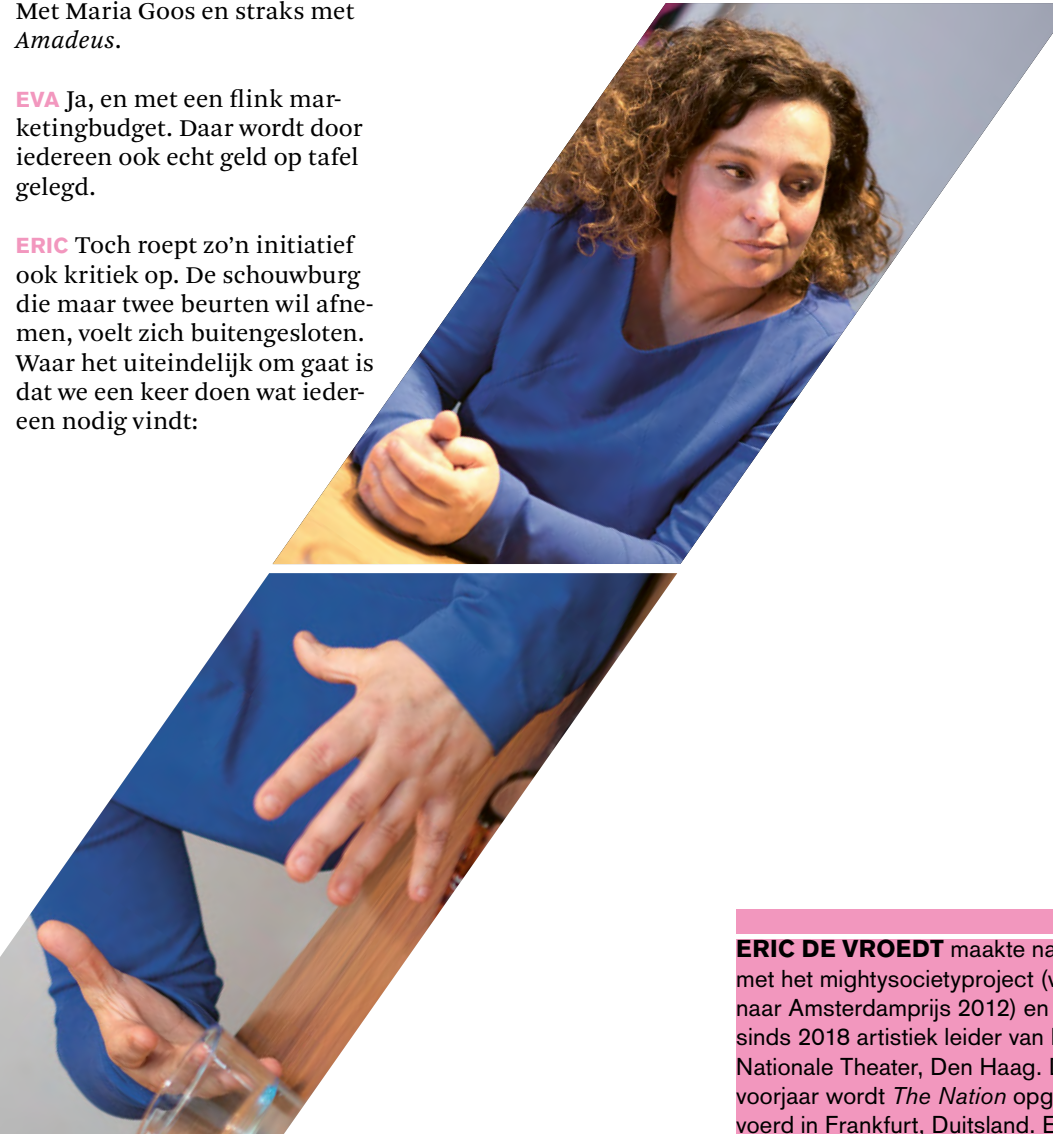 Met Maria Goos en straks met
Amadeus.
EVA Ja, en met een flink mar-
ketingbudget. Daar wordt door
iedereen ook echt geld op tafel
gelegd.
ERIC Toch roept zo’n initiatief
ook kritiek op. De schouwburg
die maar twee beurten wil afne-
men, voelt zich buitengesloten.
Waar het uiteindelijk om gaat is
dat we een keer doen wat ieder-
een nodig vindt:
ERIC DE VROEDT maakte
met het mightysocietyproject
naar Amsterdamprijs 2012) en
sinds 2018 artistiek leider van
Nationale Theater, Den Haag.
voorjaar wordt The Nation
voerd in Frankfurt, Duitsland.